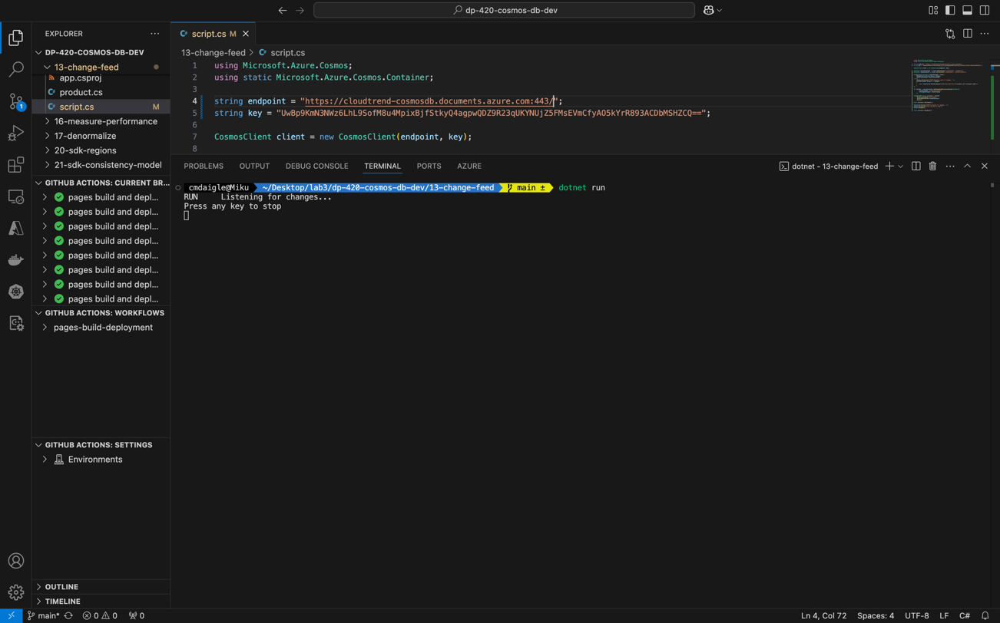 dp-420-cosmos-db-dev
EXPLORER
DP-420-COSMOS-DB-DEV
13-change-feed
app.csproj
product.cs
script.cs M
16-measure-performance
17-denormalize
20-sdk-regions
21-sdk-consistency-model
GITHUB ACTIONS: CURRENT BR...
pages build and depl...
pages build and depl...
pages build and depl...
pages build and depl...
pages build and depl...
pages build and depl...
pages build and depl...
pages build and depl...
GITHUB ACTIONS: WORKFLOWS
pages-build-deployment
GITHUB ACTIONS: SETTINGS
Environments
OUTLINE
TIMELINE
1
script.cs M
13-change-feed > script.cs
1 using Microsoft.Azure.Cosmos;
2 using static Microsoft.Azure.Cosmos.Container;
3
4 string endpoint = "https://cloudtrend-cosmosdb.documents.azure.com:443/";
5 string key = "UwBp9KmN3NWz6LhL9SofM8u4MpixBjfStkyQ4agpwQDZ9R23qUKYNUjZ5FMsEVmCfyAO5kYrR893ACDbMSHZCQ==";
6
7 CosmosClient client = new CosmosClient(endpoint, key);
8
PROBLEMS OUTPUT DEBUG CONSOLE TERMINAL PORTS AZURE
dotnet - 13-change-feed
cmdaigle@Miku ~/Desktop/lab3/dp-420-cosmos-db-dev/13-change-feed main ± dotnet run
RUN Listening for changes...
Press any key to stop
main* 0 0 0
Ln 4, Col 72 Spaces: 4 UTF-8 LF C#